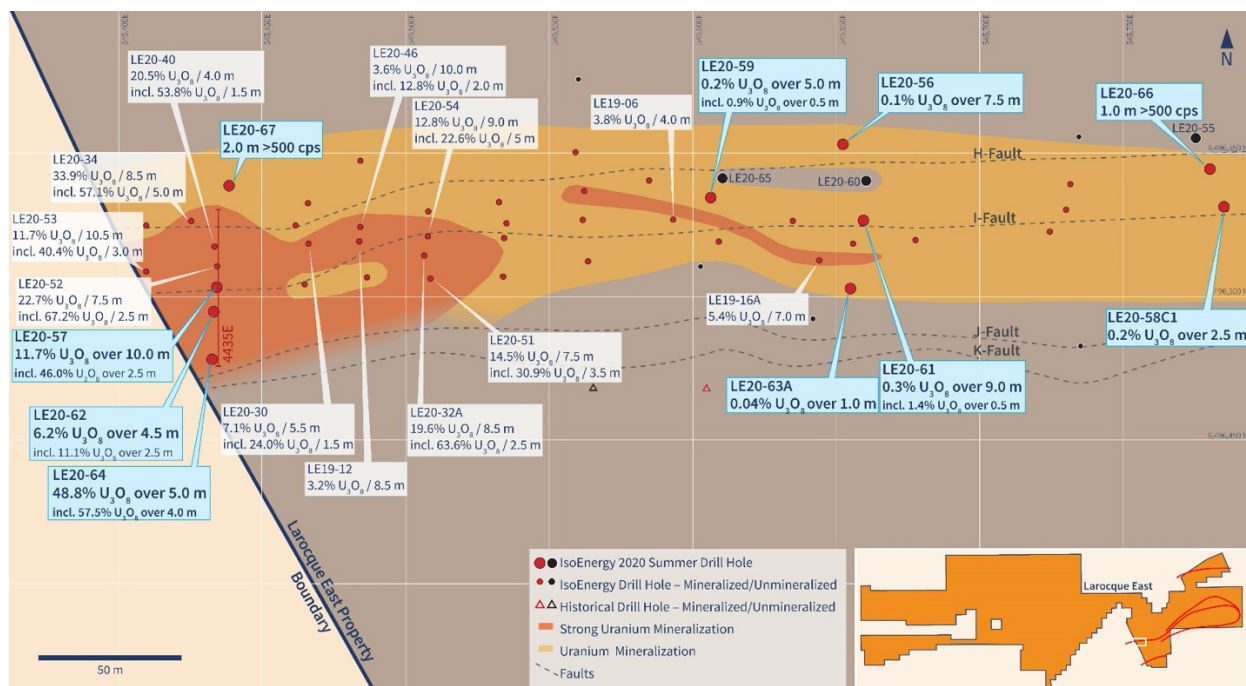 545,400E
545,450E
545,500E
545,600E
545,700E
545,750E
N
LE20-40
20.5% U₃O₈ / 4.0 m
incl. 53.8% U₃O₈ / 1.5 m
LE20-46
3.6% U₃O₈ / 10.0 m
incl. 12.8% U₃O₈ / 2.0 m
LE20-54
12.8% U₃O₈ / 9.0 m
incl. 22.6% U₃O₈ / 5 m
LE19-06
3.8% U₃O₈ / 4.0 m
LE20-59
0.2% U₃O₈ over 5.0 m
incl. 0.9% U₃O₈ over 0.5 m
LE20-56
0.1% U₃O₈ over 7.5 m
LE20-66
1.0 m >500 cps
LE20-55
LE20-67
2.0 m >500 cps
LE20-34
33.9% U₃O₈ / 8.5 m
incl. 57.1% U₃O₈ / 5.0 m
H-Fault
LE20-65
LE20-60
I-Fault
LE20-53
11.7% U₃O₈ / 10.5 m
incl. 40.4% U₃O₈ / 3.0 m
LE20-52
22.7% U₃O₈ / 7.5 m
incl. 67.2% U₃O₈ / 2.5 m
4435E
LE19-16A
5.4% U₃O₈ / 7.0 m
LE20-58C1
0.2% U₃O₈ over 2.5 m
LE20-57
11.7% U₃O₈ over 10.0 m
incl. 46.0% U₃O₈ over 2.5 m
LE20-51
14.5% U₃O₈ / 7.5 m
incl. 30.9% U₃O₈ / 3.5 m
J-Fault
K-Fault
LE20-63A
0.04% U₃O₈ over 1.0 m
LE20-61
0.3% U₃O₈ over 9.0 m
incl. 1.4% U₃O₈ over 0.5 m
LE20-62
6.2% U₃O₈ over 4.5 m
incl. 11.1% U₃O₈ over 2.5 m
LE20-30
7.1% U₃O₈ / 5.5 m
incl. 24.0% U₃O₈ / 1.5 m
LE20-32A
19.6% U₃O₈ / 8.5 m
incl. 63.6% U₃O₈ / 2.5 m
LE19-12
3.2% U₃O₈ / 8.5 m
LE20-64
48.8% U₃O₈ over 5.0 m
incl. 57.5% U₃O₈ over 4.0 m
Larocque East Property
Boundary
50 m
IsoEnergy 2020 Summer Drill Hole
IsoEnergy Drill Hole – Mineralized/Unmineralized
Historical Drill Hole – Mineralized/Unmineralized
Strong Uranium Mineralization
Uranium Mineralization
Faults
Larocque East